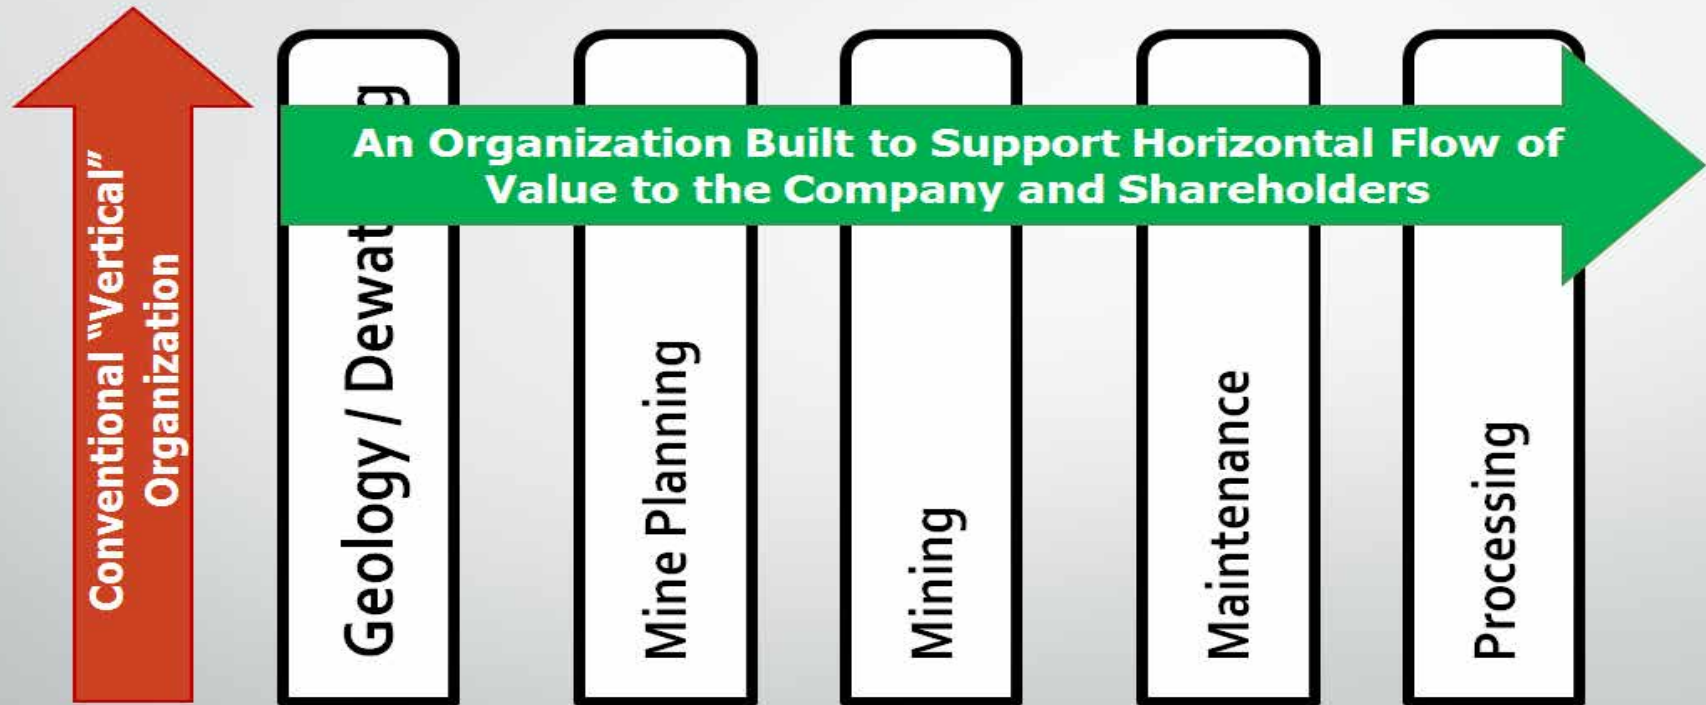 Conventional “Vertical”
Organization
An Organization Built to Support Horizontal Flow of
Value to the Company and Shareholders
Geology /
Mine Planning
Mining
Maintenance
Processing